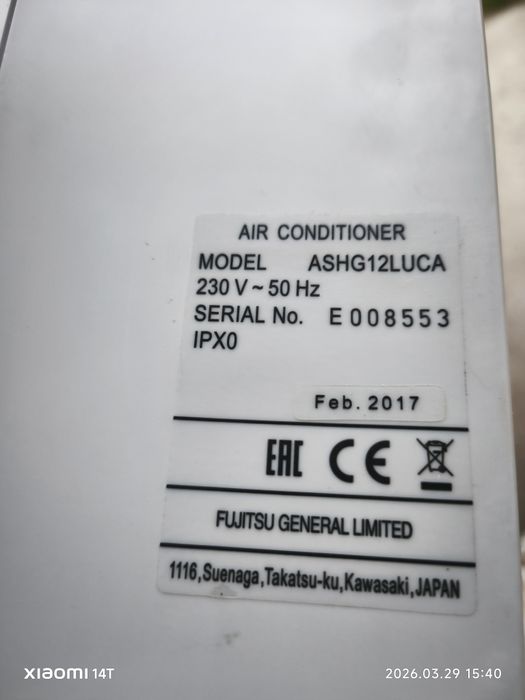 AIR CONDITIONER
MODEL ASHG12LUCA
230 V ~ 50 Hz
SERIAL No. E008553
IPX0
Feb. 2017
EAC CE
FUJITSU GENERAL LIMITED
1116,Suenaga,Takatsu-ku,Kawasaki,JAPAN
XIAOMI 14T 2026.03.29 15:40